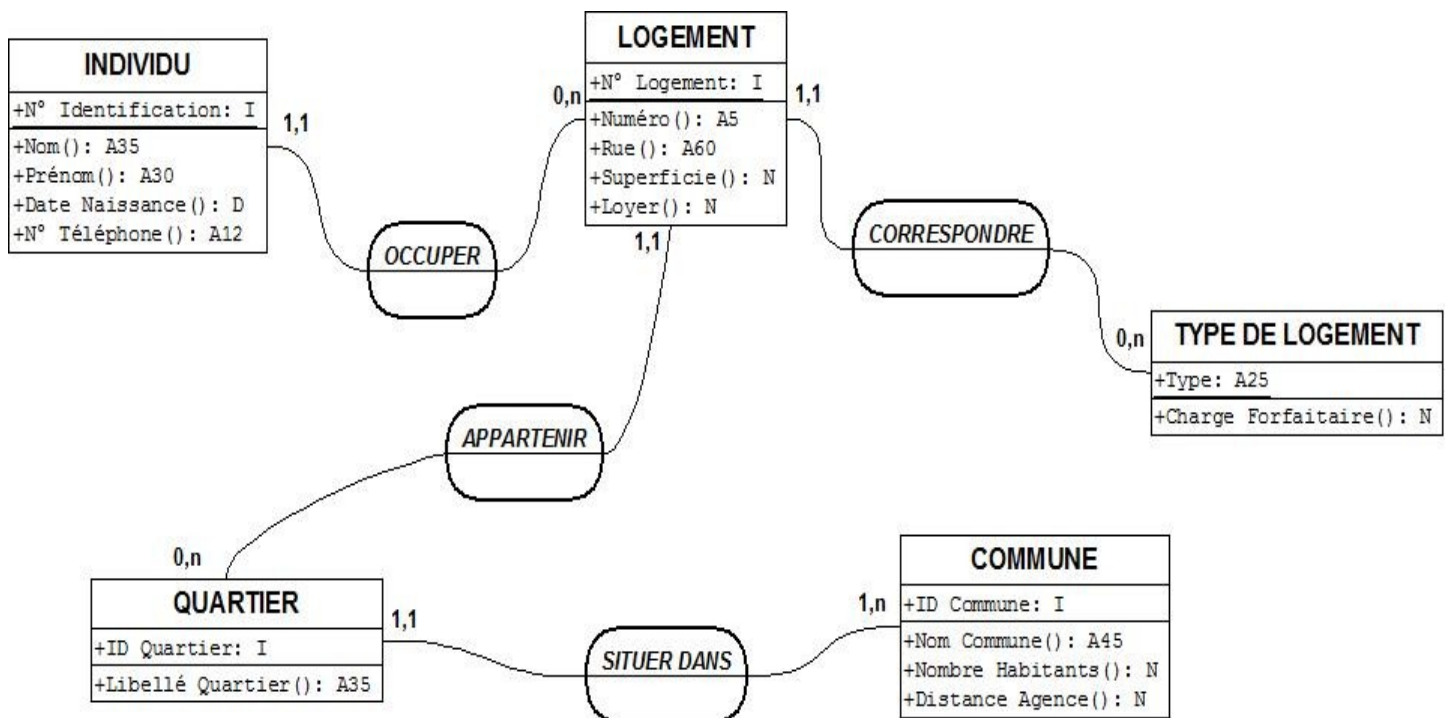 INDIVIDU
+N° Identification: I
+Nom(): A35
+Prénom(): A30
+Date Naissance(): D
+N° Téléphone(): A12
1,1
OCCUPER
0,n
LOGEMENT
+N° Logement: I
+Numéro(): A5
+Rue(): A60
+Superficie(): N
+Loyer(): N
1,1
1,1
CORRESPONDRE
0,n
TYPE DE LOGEMENT
+Type: A25
+Charge Forfaitaire(): N
APPARTENIR
0,n
QUARTIER
+ID Quartier: I
+Libellé Quartier(): A35
1,1
SITUER DANS
1,n
COMMUNE
+ID Commune: I
+Nom Commune(): A45
+Nombre Habitants(): N
+Distance Agence(): N